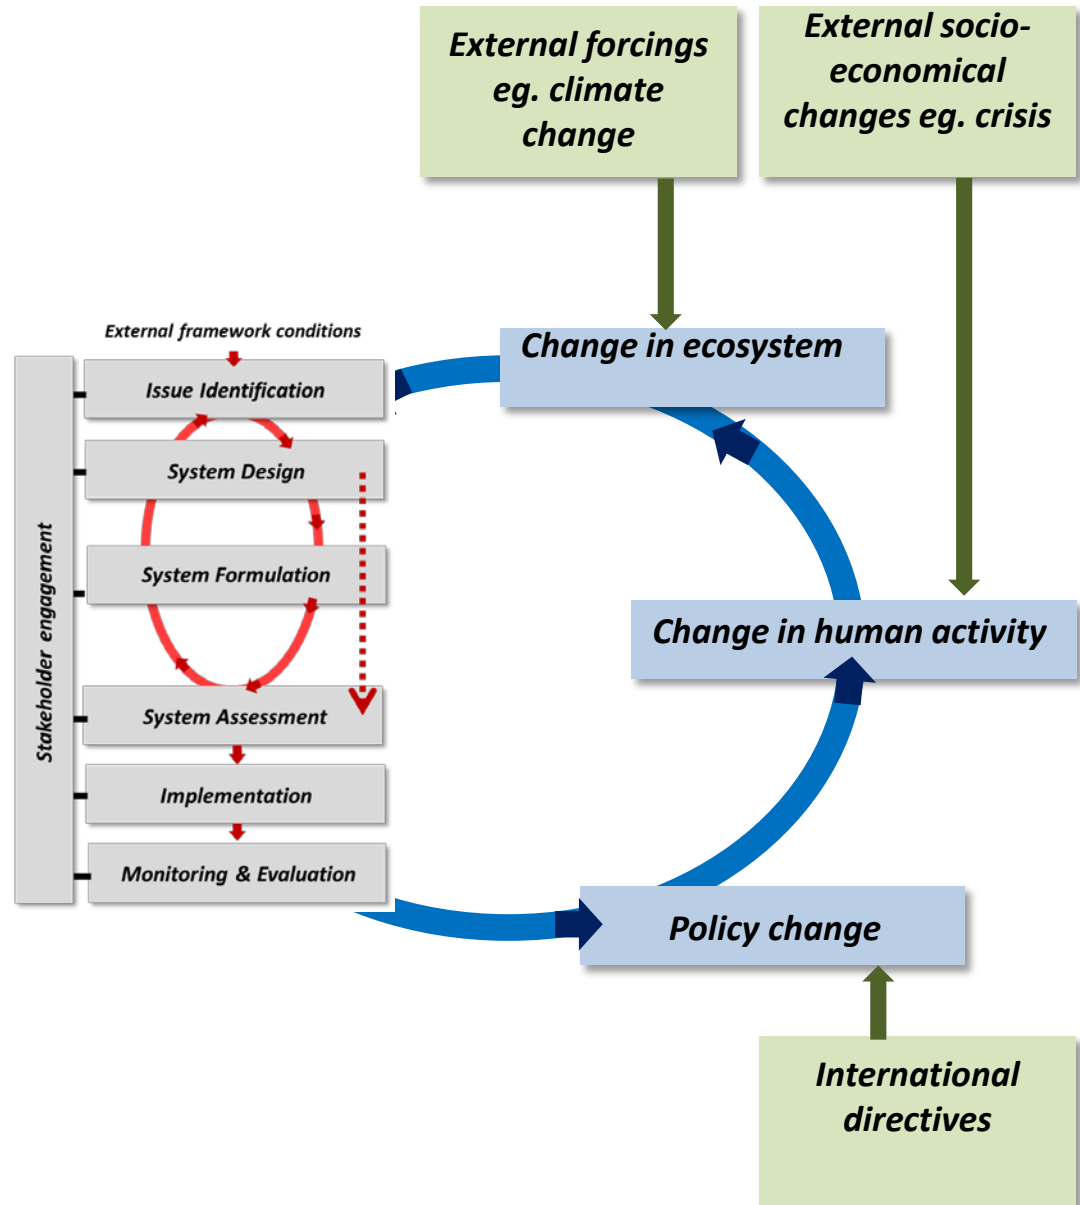 External forcings
eg. climate
change
External socio-
economical
changes eg. crisis
External framework conditions
Change in ecosystem
Stakeholder engagement
Issue Identification
System Design
System Formulation
System Assessment
Implementation
Monitoring & Evaluation
Change in human activity
Policy change
International
directives